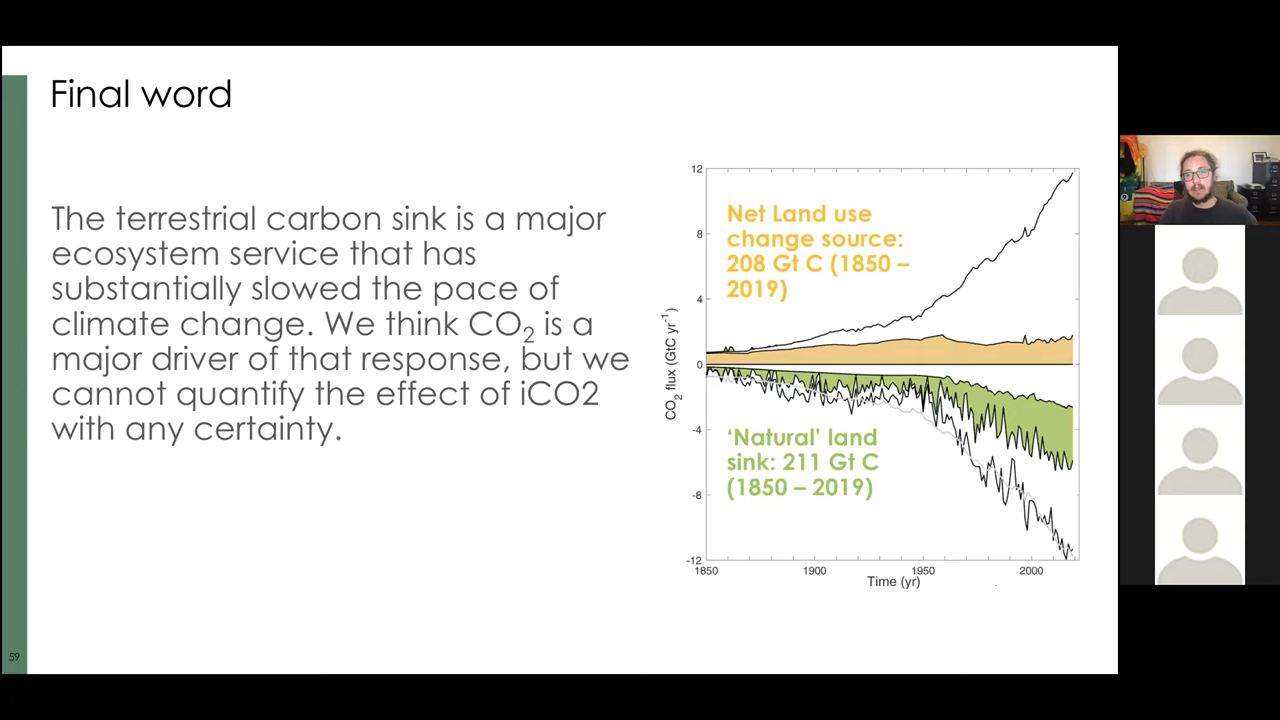 Final word
The terrestrial carbon sink is a major
ecosystem service that has
substantially slowed the pace of
climate change. We think CO₂ is a
major driver of that response, but we
cannot quantify the effect of iCO2
with any certainty.
12
8
4
0
-4
-8
-12
CO₂ flux (GtC yr⁻¹)
Net Land use
change source:
208 Gt C (1850 –
2019)
‘Natural’ land
sink: 211 Gt C
(1850 – 2019)
1850 1900 1950 2000
Time (yr)
59